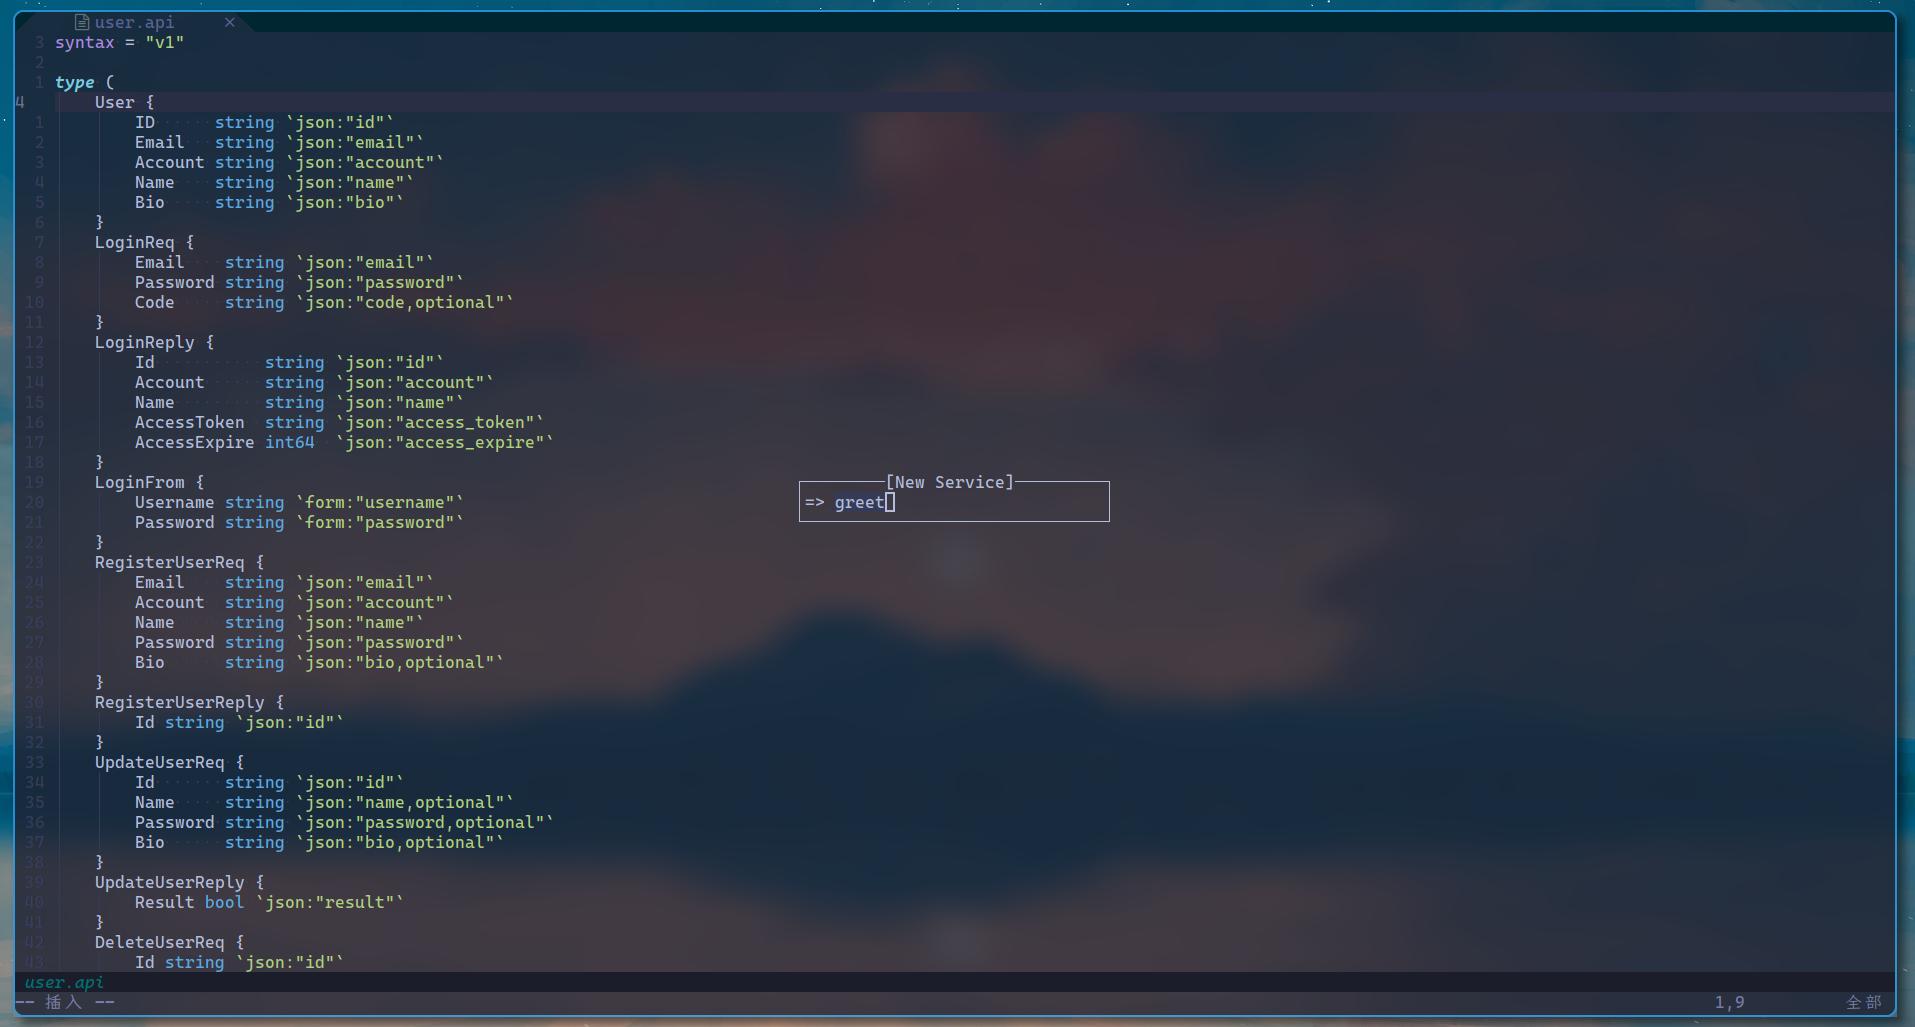 user.api ×
3 syntax = "v1"
2
1 type (
4 User {
1 ID string `json:"id"`
2 Email string `json:"email"`
3 Account string `json:"account"`
4 Name string `json:"name"`
5 Bio string `json:"bio"`
6 }
7 LoginReq {
8 Email string `json:"email"`
9 Password string `json:"password"`
10 Code string `json:"code,optional"`
11 }
12 LoginReply {
13 Id string `json:"id"`
14 Account string `json:"account"`
15 Name string `json:"name"`
16 AccessToken string `json:"access_token"`
17 AccessExpire int64 `json:"access_expire"`
18 }
19 LoginFrom {
[New Service]
20 Username string `form:"username"`
=> greet
21 Password string `form:"password"`
22 }
23 RegisterUserReq {
24 Email string `json:"email"`
25 Account string `json:"account"`
26 Name string `json:"name"`
27 Password string `json:"password"`
28 Bio string `json:"bio,optional"`
29 }
30 RegisterUserReply {
31 Id string `json:"id"`
32 }
33 UpdateUserReq {
34 Id string `json:"id"`
35 Name string `json:"name,optional"`
36 Password string `json:"password,optional"`
37 Bio string `json:"bio,optional"`
38 }
39 UpdateUserReply {
40 Result bool `json:"result"`
41 }
42 DeleteUserReq {
43 Id string `json:"id"`
user.api
-- 插入 -- 1,9 全部